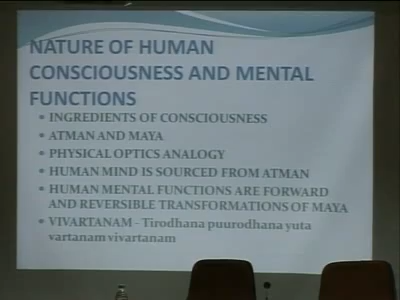 NATURE OF HUMAN
CONSCIOUSNESS AND MENTAL
FUNCTIONS
• INGREDIENTS OF CONSCIOUSNESS
• ATMAN AND MAYA
• PHYSICAL OPTICS ANALOGY
• HUMAN MIND IS SOURCED FROM ATMAN
• HUMAN MENTAL FUNCTIONS ARE FORWARD
AND REVERSIBLE TRANSFORMATIONS OF MAYA
• VIVARTANAM - Tirodhana puurodhana yuta
vartanam vivartanam